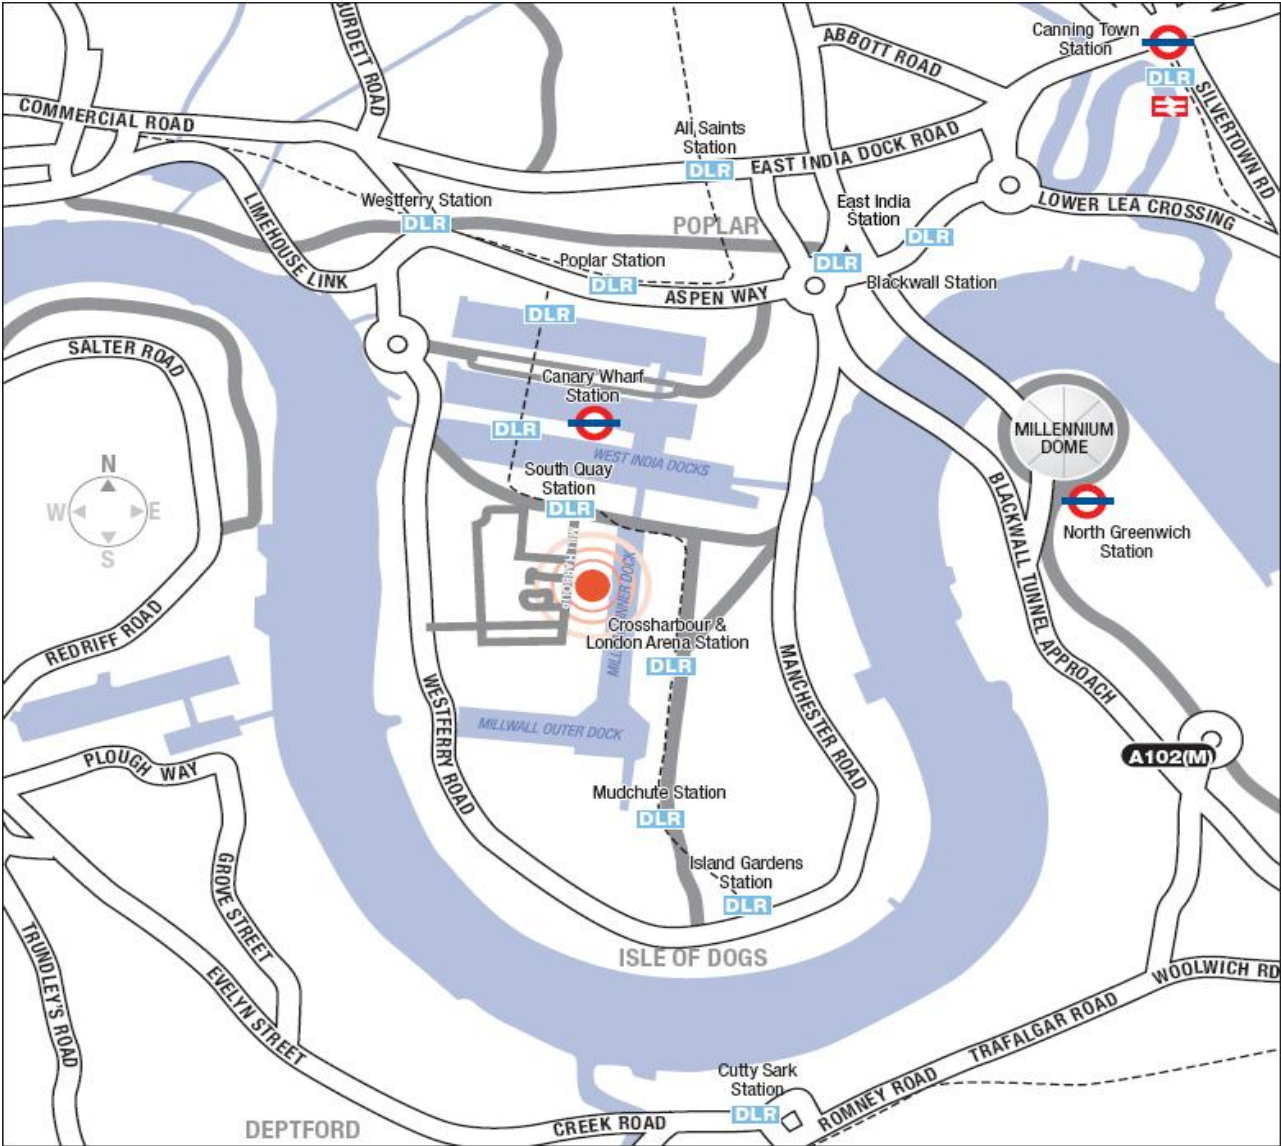 BURDETT ROAD
ABBOTT ROAD
Canning Town
Station
DLR
SILVERTOWN RD
COMMERCIAL ROAD
All Saints
Station
DLR
EAST INDIA DOCK ROAD
Westferry Station
DLR
East India
Station
DLR
LOWER LEA CROSSING
POPLAR
LIMEHOUSE LINK
Poplar Station
DLR
DLR
Blackwall Station
ASPEN WAY
DLR
SALTER ROAD
Canary Wharf
Station
DLR
MILLENNIUM
DOME
WEST INDIA DOCKS
N
W E
S
South Quay
Station
DLR
North Greenwich
Station
BLACKWALL TUNNEL APPROACH
MILL HARBOUR
MILLWALL INNER DOCK
REDRIFF ROAD
Crossharbour &
London Arena Station
DLR
MANCHESTER ROAD
WESTFERRY ROAD
MILLWALL OUTER DOCK
A102(M)
PLOUGH WAY
Mudchute Station
DLR
GROVE STREET
Island Gardens
Station
DLR
ISLE OF DOGS
TRUNDLEY'S ROAD
EVELYN STREET
WOOLWICH RD
TRAFALGAR ROAD
Cutty Sark
Station
DLR
ROMNEY ROAD
CREEK ROAD
DEPTFORD